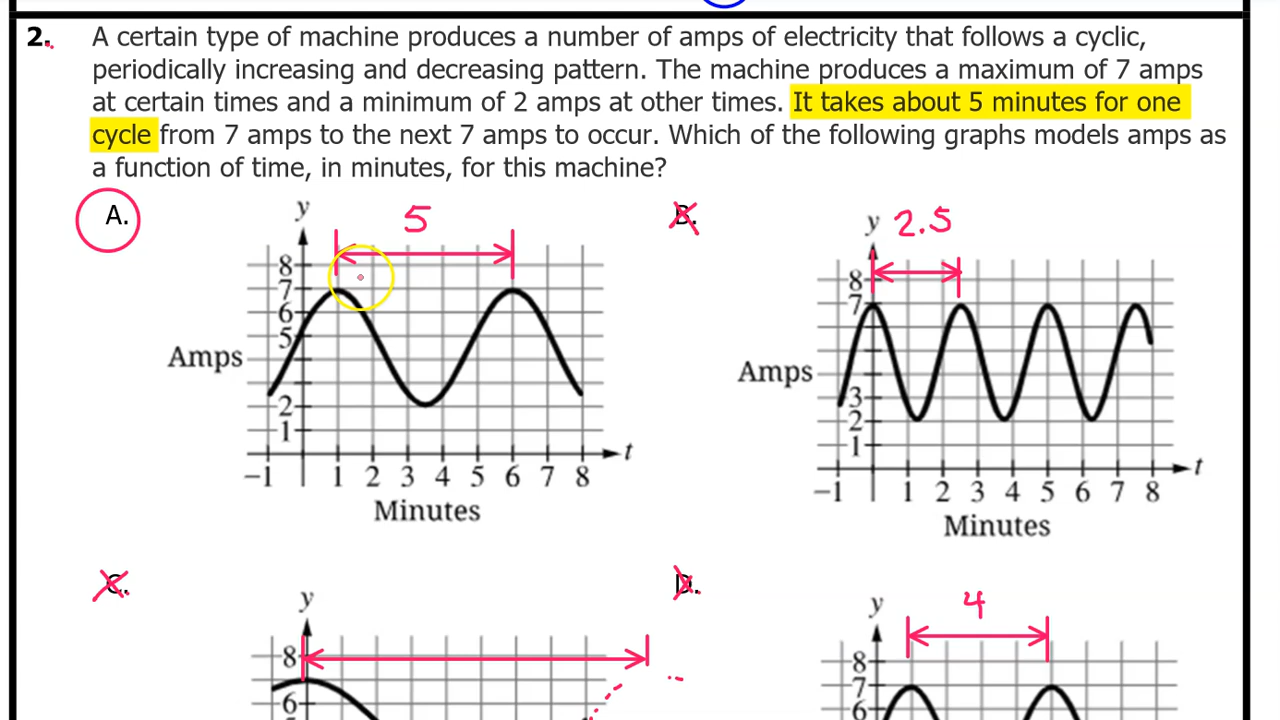 2. A certain type of machine produces a number of amps of electricity that follows a cyclic,
periodically increasing and decreasing pattern. The machine produces a maximum of 7 amps
at certain times and a minimum of 2 amps at other times. It takes about 5 minutes for one
cycle from 7 amps to the next 7 amps to occur. Which of the following graphs models amps as
a function of time, in minutes, for this machine?
A.
y
5
8
7
6
5
2
1
Amps
t
-1 1 2 3 4 5 6 7 8
Minutes
B.
y 2.5
8
7
3
2
1
Amps
t
-1 1 2 3 4 5 6 7 8
Minutes
C.
y
8
6
D.
y
4
8
7
6